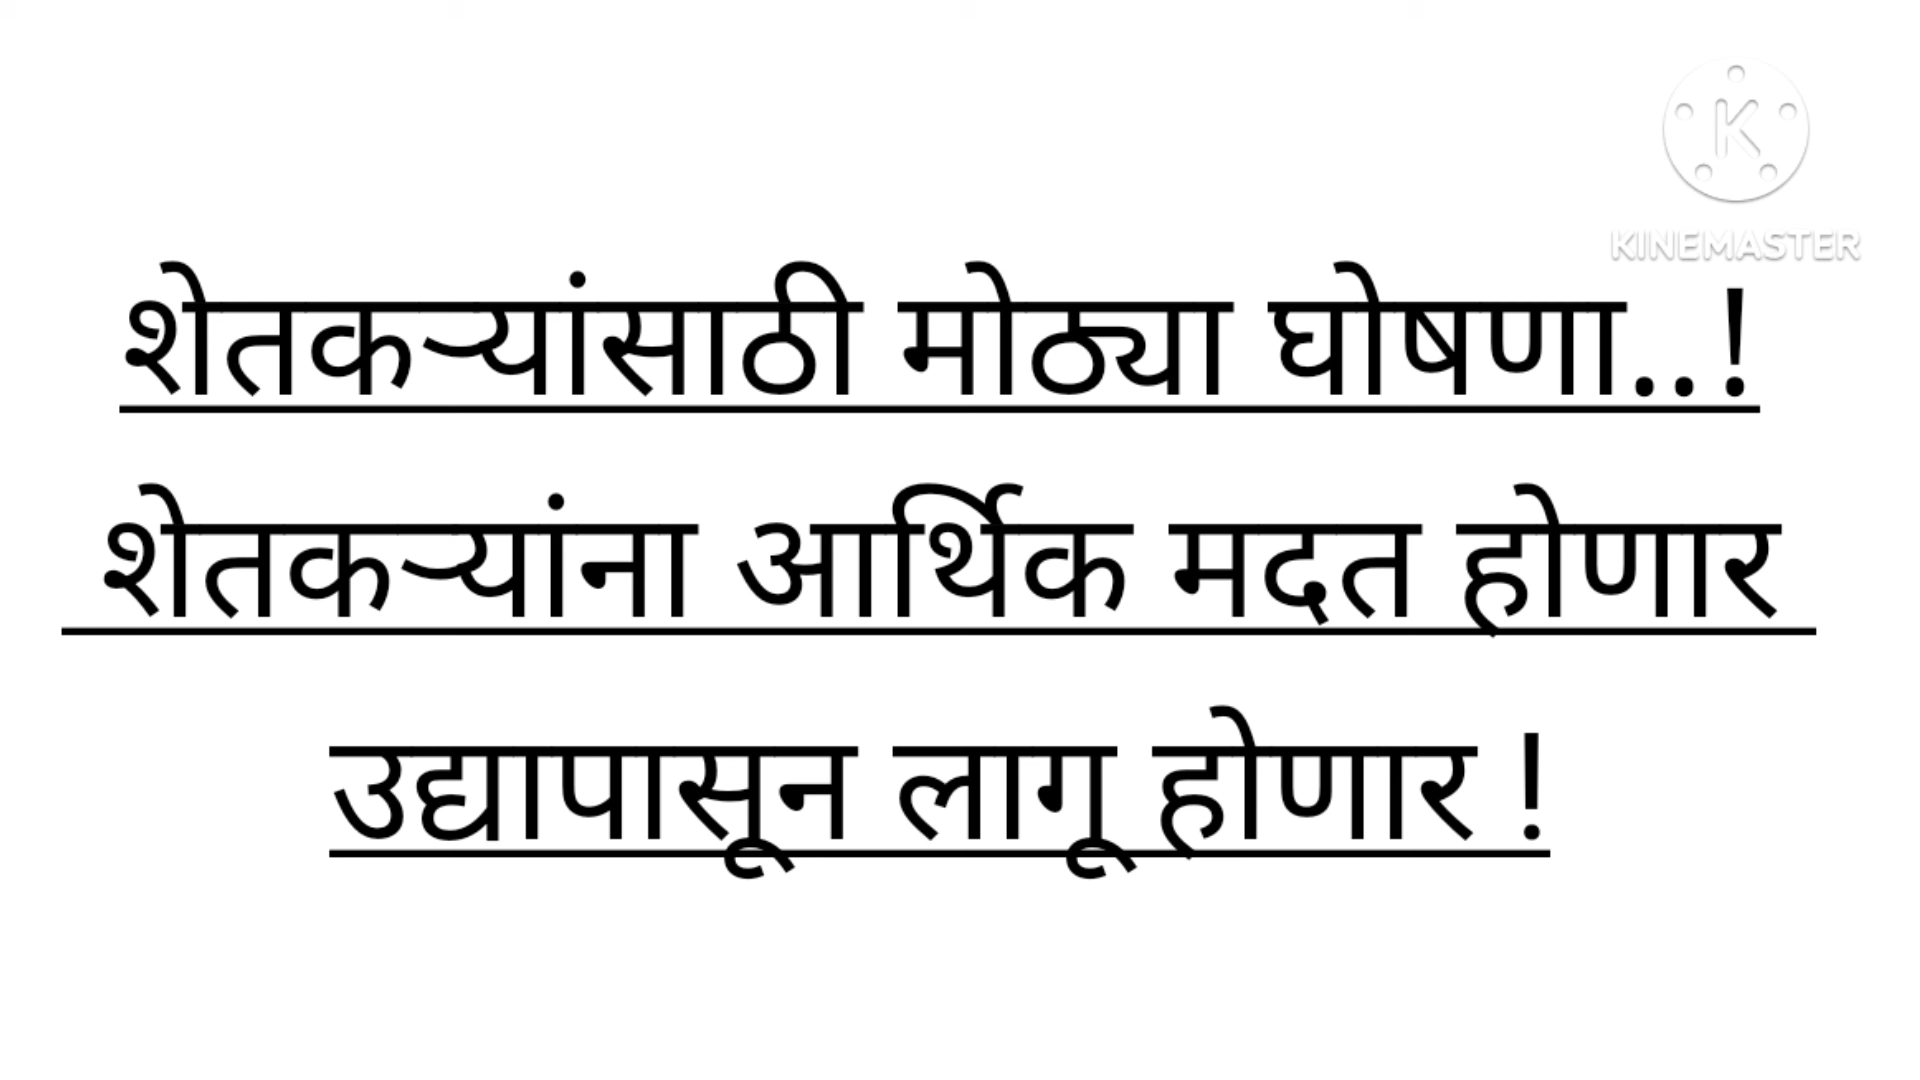 KINEMASTER
शेतकऱ्यांसाठी मोठ्या घोषणा..!
शेतकऱ्यांना आर्थिक मदत होणार
उद्यापासून लागू होणार !